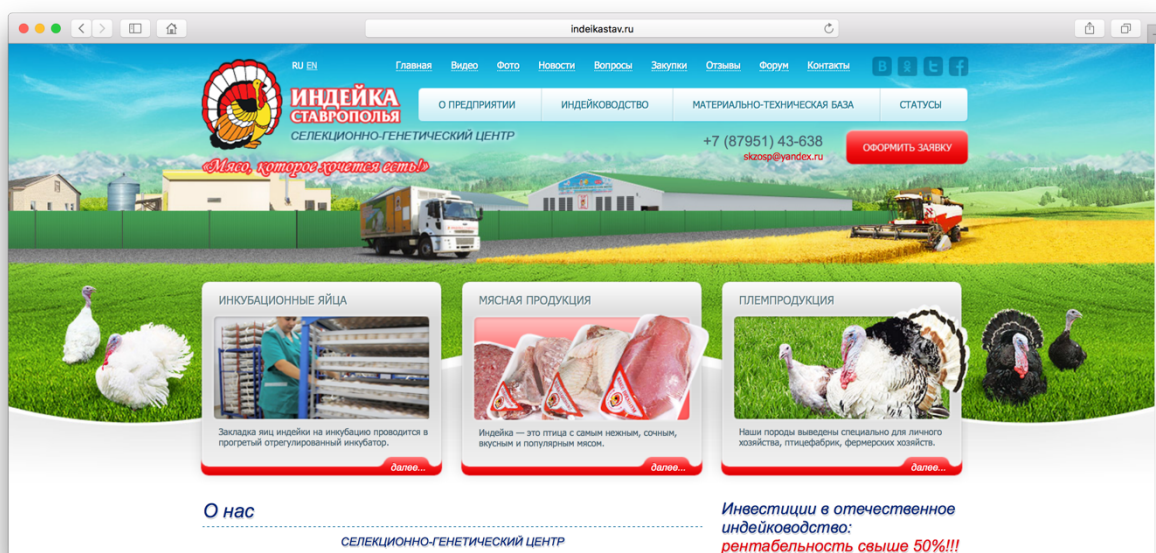 indeikastav.ru
RU EN
Главная Видео Фото Новости Вопросы Закупки Отзывы Форум Контакты
ИНДЕЙКА
СТАВРОПОЛЬЯ
СЕЛЕКЦИОННО-ГЕНЕТИЧЕСКИЙ ЦЕНТР
«Мясо, которое хочется есть!»
О ПРЕДПРИЯТИИ ИНДЕЙКОВОДСТВО МАТЕРИАЛЬНО-ТЕХНИЧЕСКАЯ БАЗА СТАТУСЫ
+7 (87951) 43-638
skzosp@yandex.ru
ОФОРМИТЬ ЗАЯВКУ
ИНКУБАЦИОННЫЕ ЯЙЦА
Закладка яиц индейки на инкубацию проводится в
прогретый отрегулированный инкубатор.
далее...
МЯСНАЯ ПРОДУКЦИЯ
Индейка — это птица с самым нежным, сочным,
вкусным и популярным мясом.
далее...
ПЛЕМПРОДУКЦИЯ
Наши породы выведены специально для личного
хозяйства, птицефабрик, фермерских хозяйств.
далее...
О нас
СЕЛЕКЦИОННО-ГЕНЕТИЧЕСКИЙ ЦЕНТР
Инвестиции в отечественное
индейководство:
рентабельность свыше 50%!!!